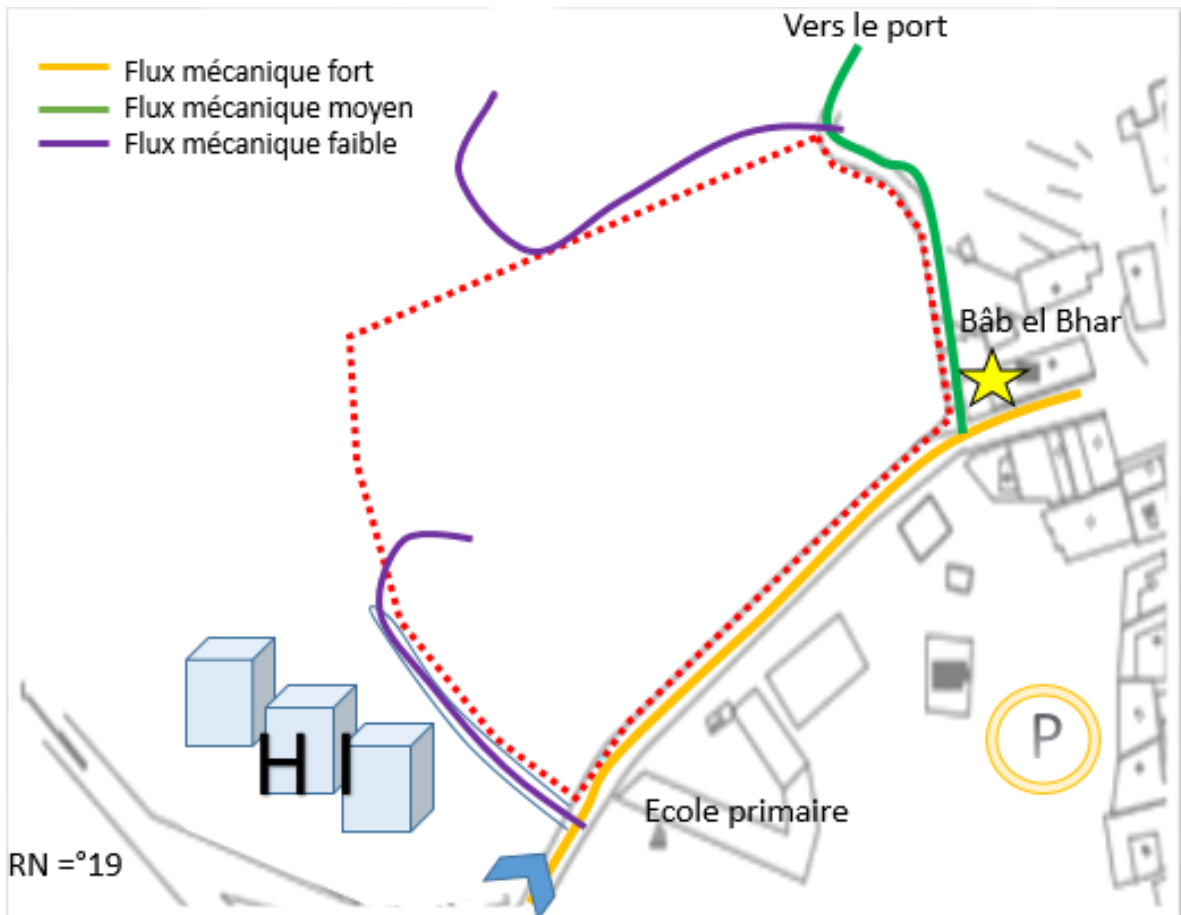 Vers le port
Flux mécanique fort
Flux mécanique moyen
Flux mécanique faible
Bâb el Bhar
H I
P
Ecole primaire
RN =°19